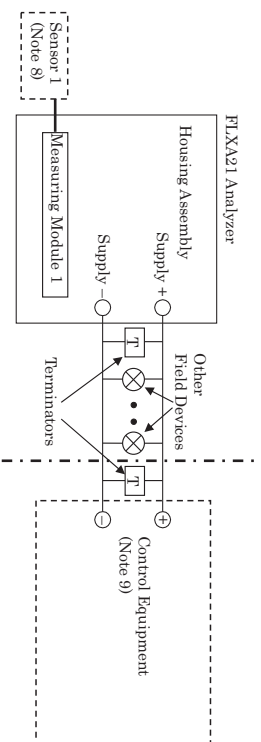 FLXA21 Analyzer
Housing Assembly
Sensor 1
(Note 8)
Measuring Module 1
Supply +
Supply –
Other
Field Devices
T
T
Terminators
+
–
Control Equipment
(Note 9)